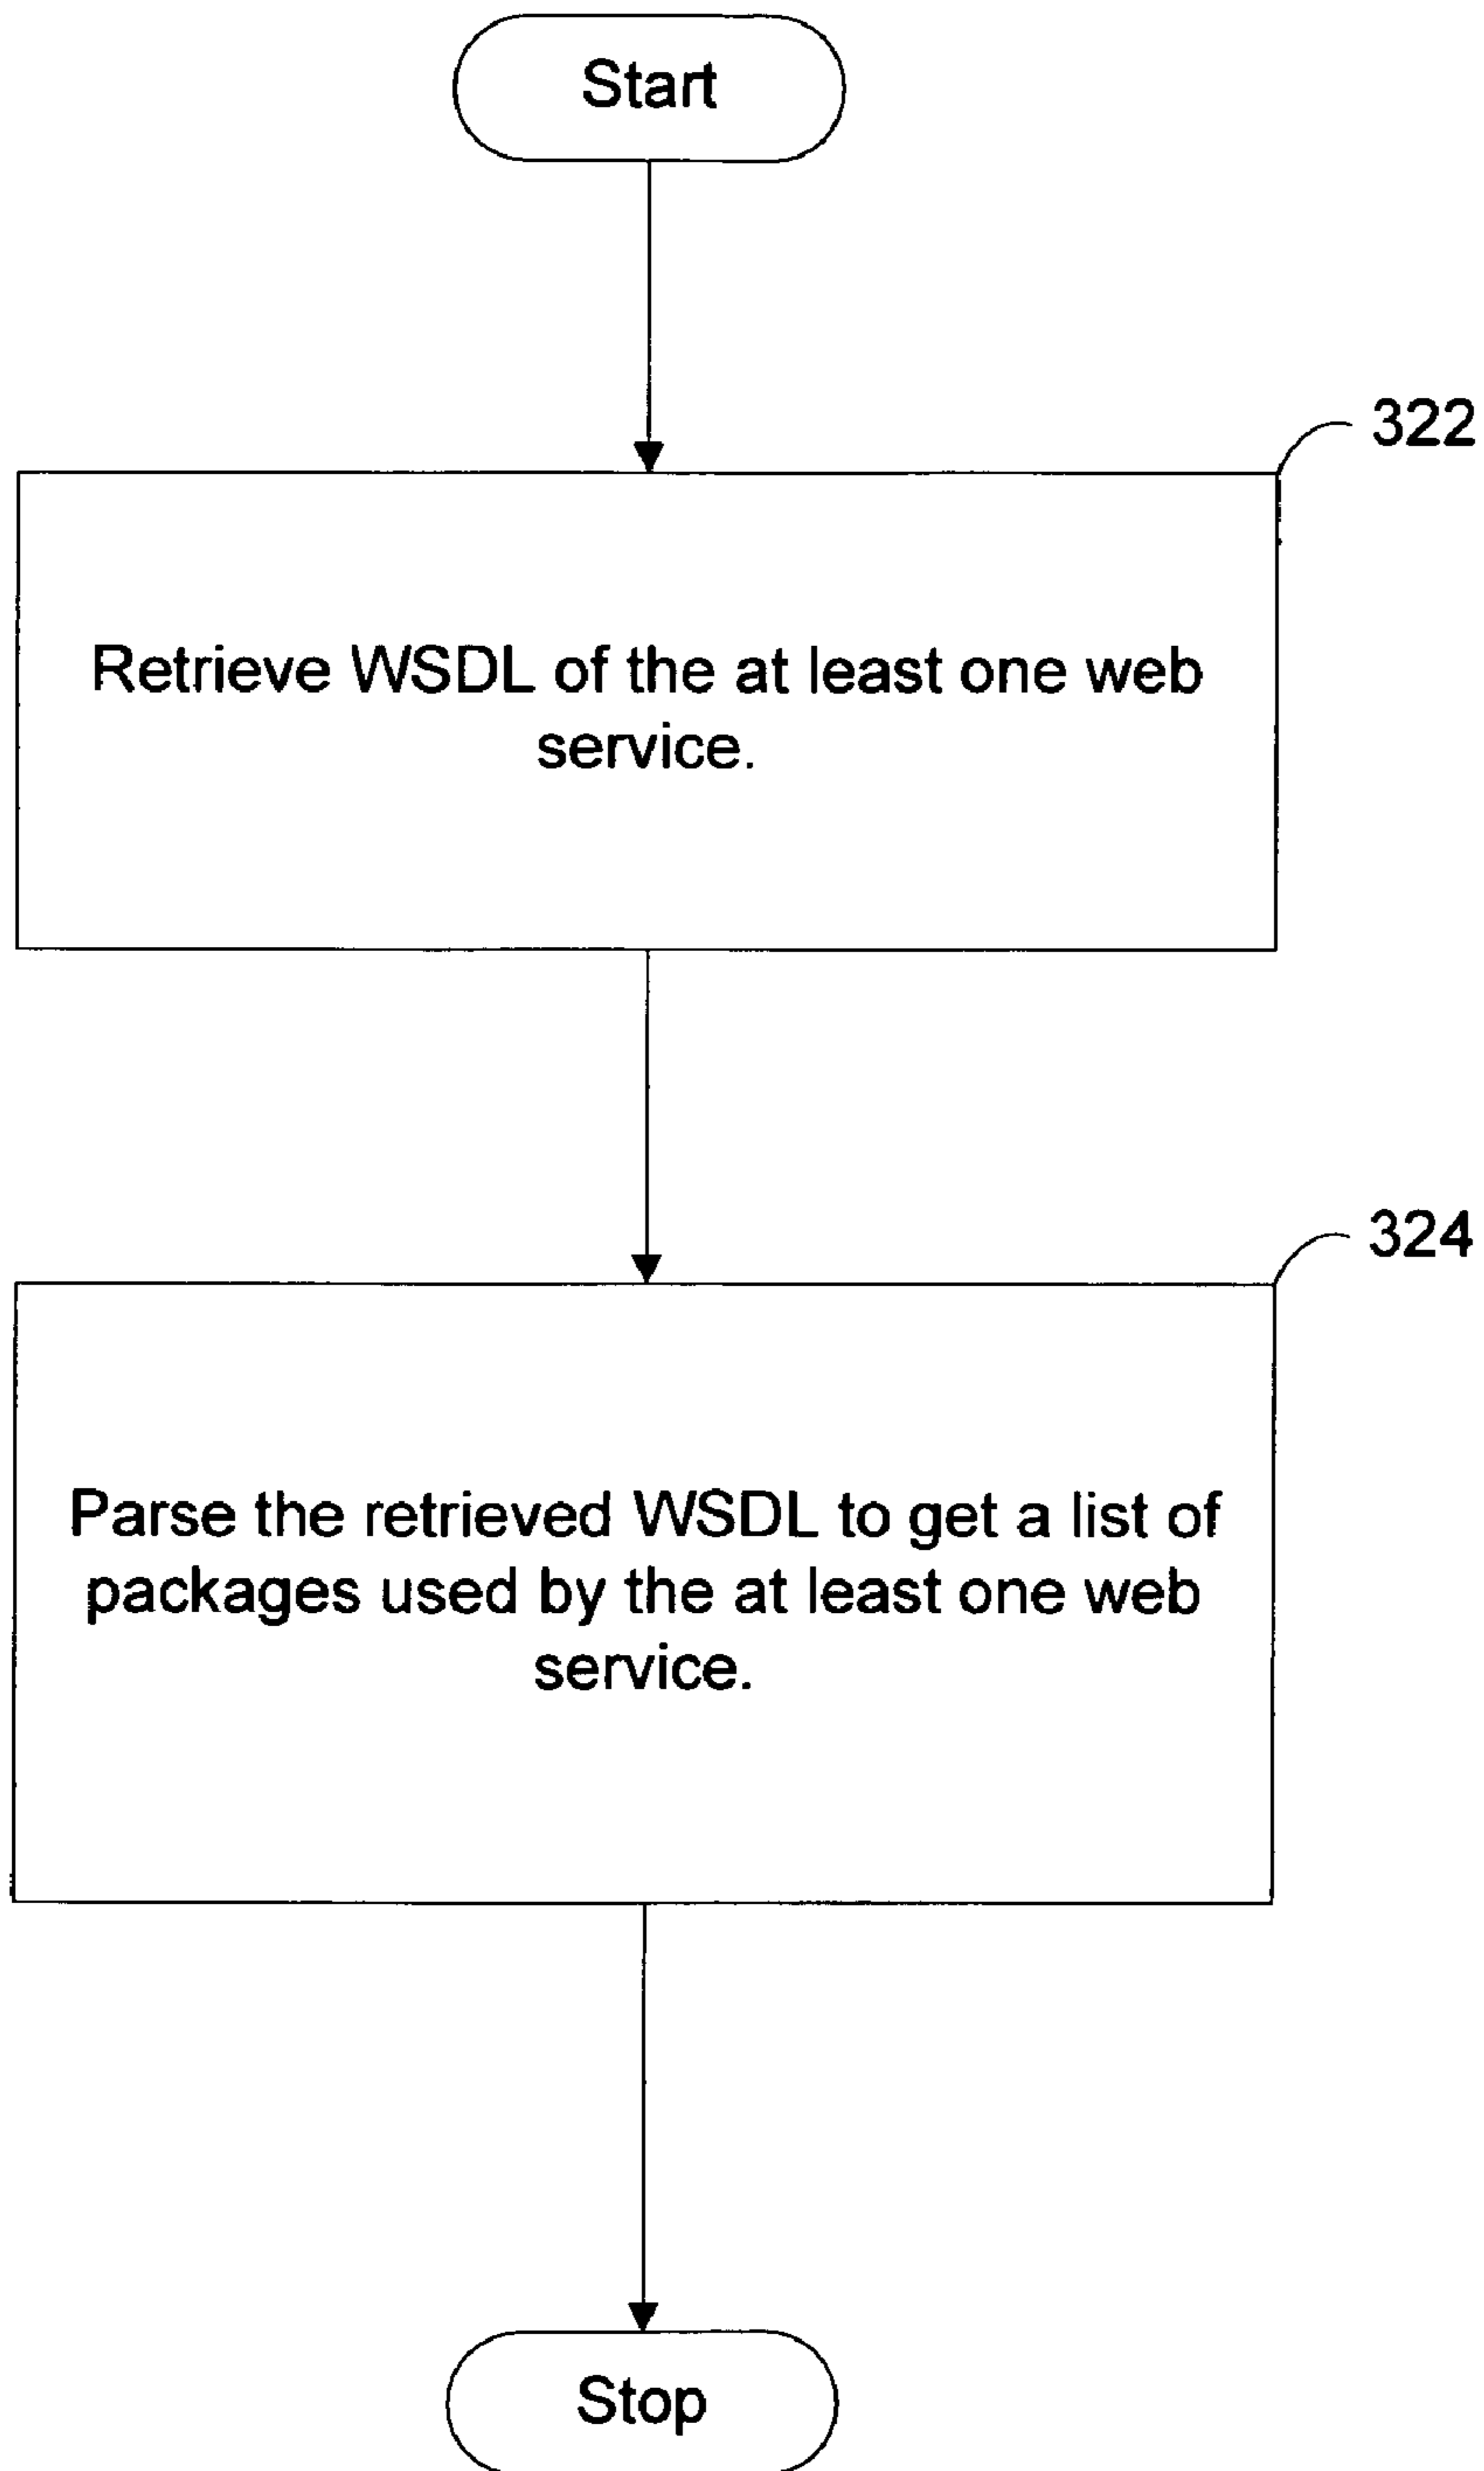 Start
322
Retrieve WSDL of the at least one web
service.
324
Parse the retrieved WSDL to get a list of
packages used by the at least one web
service.
Stop